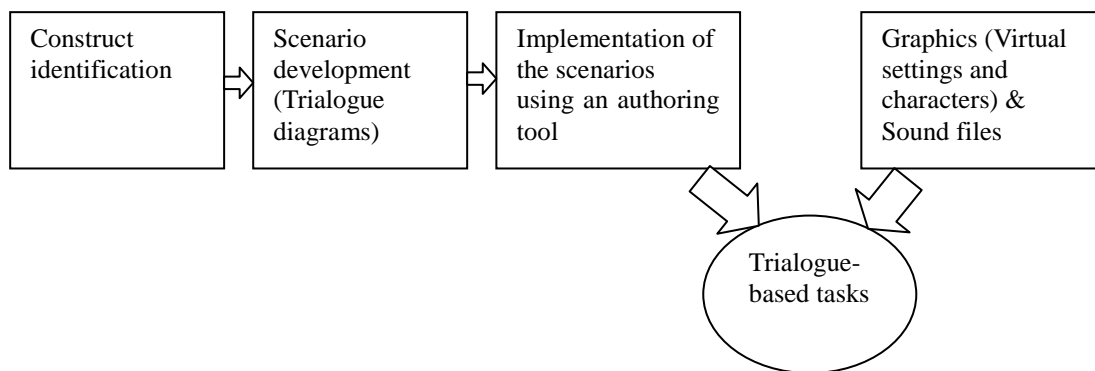 Construct
identification
Scenario
development
(Trialogue
diagrams)
Implementation of
the scenarios
using an authoring
tool
Graphics (Virtual
settings and
characters) &
Sound files
Trialogue-
based tasks